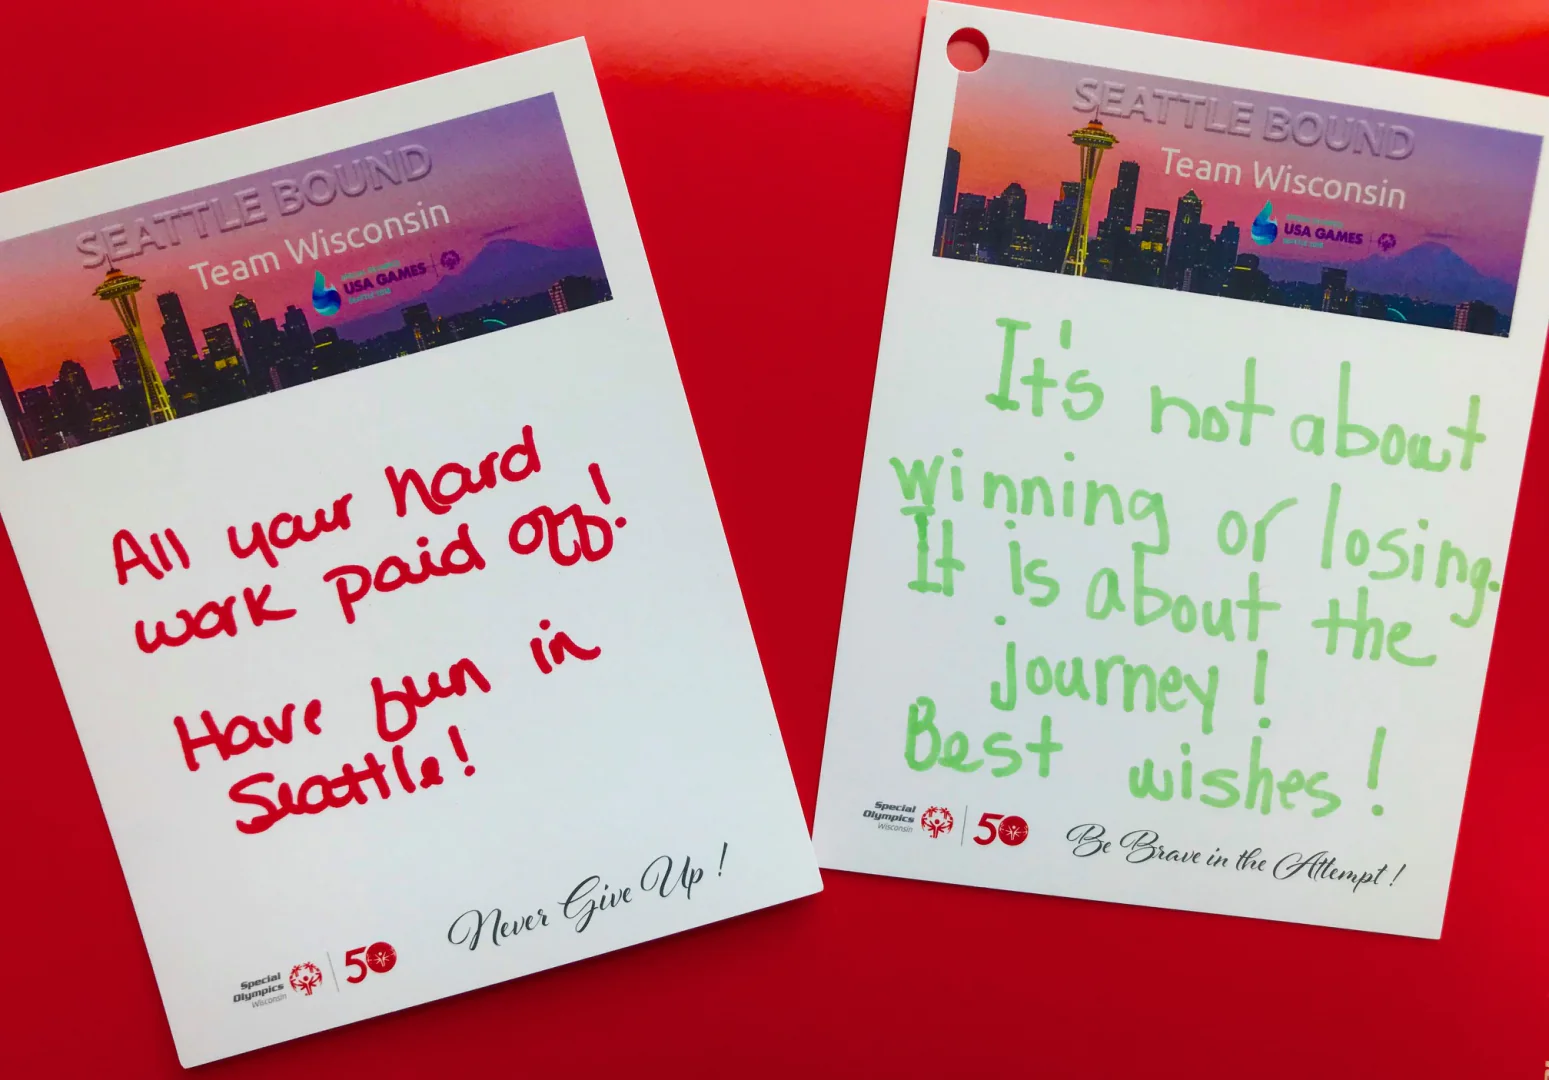 SEATTLE BOUND
Team Wisconsin
USA GAMES
All your hard
work paid off!
Have fun in
Seattle!
Never Give Up!
Special
Olympics
Wisconsin
50
SEATTLE BOUND
Team Wisconsin
USA GAMES
It's not about
winning or losing.
It is about the
journey!
Best wishes!
Special
Olympics
Wisconsin
50
Be Brave in the Attempt!